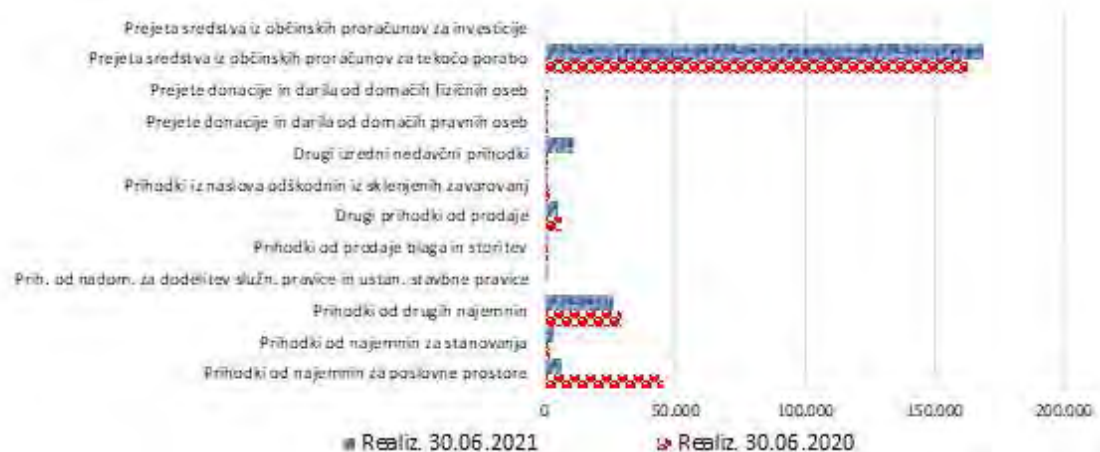 Prejeta sredstva iz občinskih proračunov za investicije
Prejeta sredstva iz občinskih proračunov za tekočo porabo
Prejete donacije in darila od domačih fizičnih oseb
Prejete donacije in darila od domačih pravnih oseb
Drugi izredni nedavčni prihodki
Prihodki iz naslova odškodnin iz sklenjenih zavarovanj
Drugi prihodki od prodaje
Prihodki od prodaje blaga in storitev
Prih. od nadom. za dodelitev služn. pravice in ustan. stavbne pravice
Prihodki od drugih najemnin
Prihodki od najemnin za stanovanja
Prihodki od najemnin za poslovne prostore
0 50.000 100.000 150.000 200.000
Realiz. 30.06.2021 Realiz. 30.06.2020